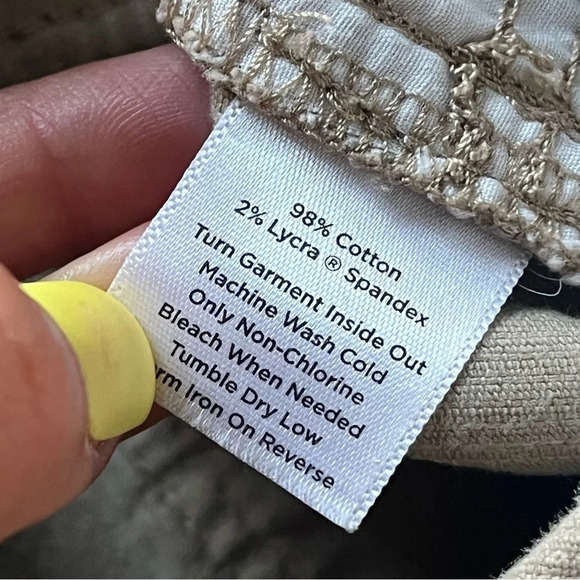 98% Cotton
2% Lycra ® Spandex
Turn Garment Inside Out
Machine Wash Cold
Only Non-Chlorine
Bleach When Needed
Tumble Dry Low
Iron On Reverse